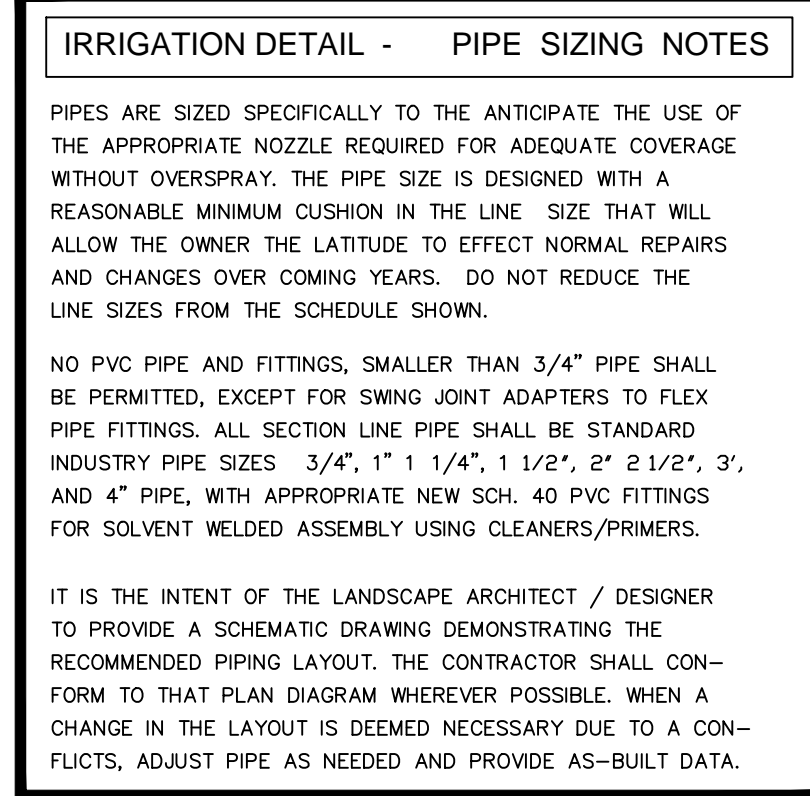 IRRIGATION DETAIL - PIPE SIZING NOTES
PIPES ARE SIZED SPECIFICALLY TO THE ANTICIPATE THE USE OF
THE APPROPRIATE NOZZLE REQUIRED FOR ADEQUATE COVERAGE
WITHOUT OVERSPRAY. THE PIPE SIZE IS DESIGNED WITH A
REASONABLE MINIMUM CUSHION IN THE LINE SIZE THAT WILL
ALLOW THE OWNER THE LATITUDE TO EFFECT NORMAL REPAIRS
AND CHANGES OVER COMING YEARS. DO NOT REDUCE THE
LINE SIZES FROM THE SCHEDULE SHOWN.
NO PVC PIPE AND FITTINGS, SMALLER THAN 3/4" PIPE SHALL
BE PERMITTED, EXCEPT FOR SWING JOINT ADAPTERS TO FLEX
PIPE FITTINGS. ALL SECTION LINE PIPE SHALL BE STANDARD
INDUSTRY PIPE SIZES 3/4", 1" 1 1/4", 1 1/2", 2" 2 1/2", 3',
AND 4" PIPE, WITH APPROPRIATE NEW SCH. 40 PVC FITTINGS
FOR SOLVENT WELDED ASSEMBLY USING CLEANERS/PRIMERS.
IT IS THE INTENT OF THE LANDSCAPE ARCHITECT / DESIGNER
TO PROVIDE A SCHEMATIC DRAWING DEMONSTRATING THE
RECOMMENDED PIPING LAYOUT. THE CONTRACTOR SHALL CON-
FORM TO THAT PLAN DIAGRAM WHEREVER POSSIBLE. WHEN A
CHANGE IN THE LAYOUT IS DEEMED NECESSARY DUE TO A CON-
FLICTS, ADJUST PIPE AS NEEDED AND PROVIDE AS-BUILT DATA.